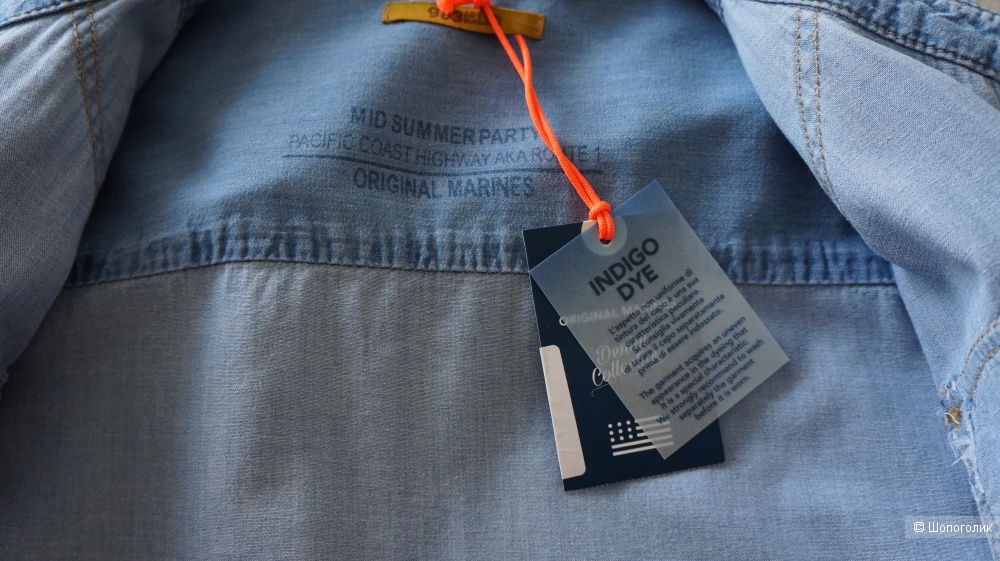 983
MID SUMMER PARTY
PACIFIC COAST HIGHWAY AKA ROUTE 1
ORIGINAL MARINES
INDIGO
DYE
ORIGINAL
L'aspetto non uniforme di
tintura del capo è una sua
caratteristica peculiare.
Si consiglia vivamente
di lavare il capo separatamente
prima di essere indossato.
The garment acquires an uneven
appearance in the dyeing that
it is a special characteristic.
We strongly recommend to wash
separately the garment
before it is worn.
© Шопоголик